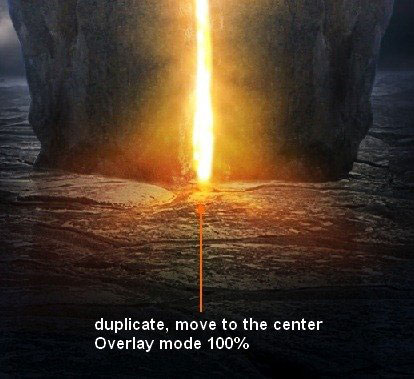 duplicate, move to the center
Overlay mode 100%